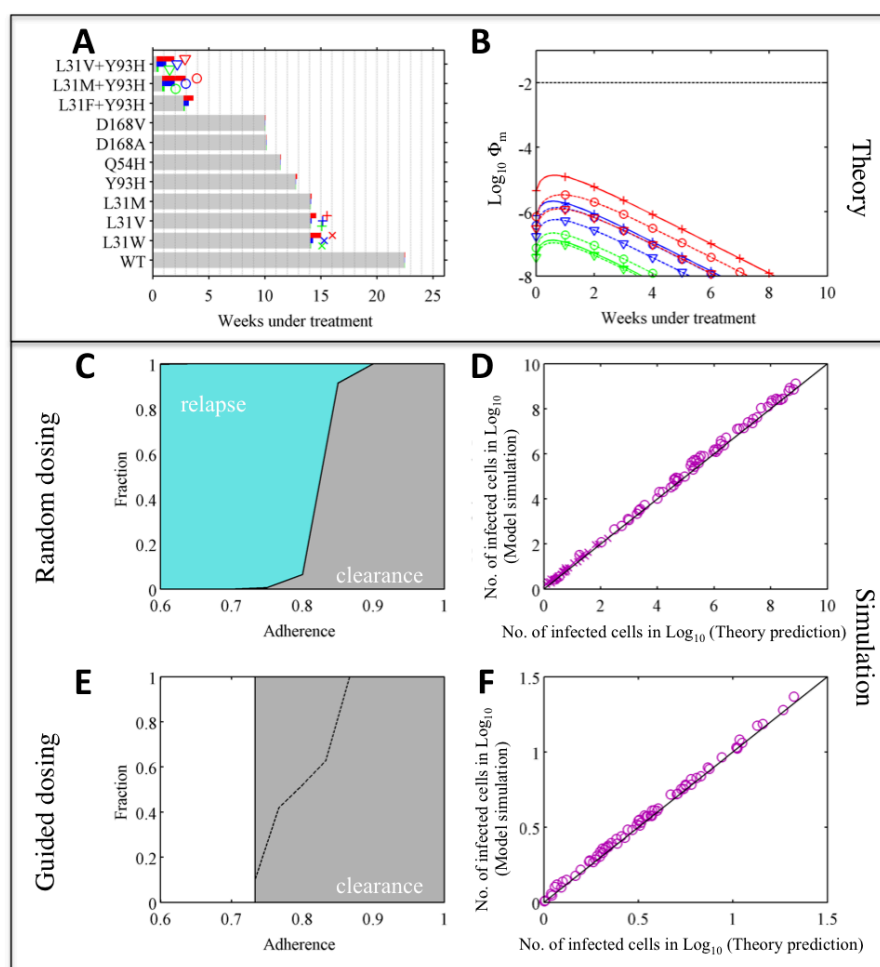 A
L31V+Y93H
L31M+Y93H
L31F+Y93H
D168V
D168A
Q54H
Y93H
L31M
L31V
L31W
WT
0 5 10 15 20 25
Weeks under treatment
B
Log10 Φm
-2
-4
-6
-8
0 2 4 6 8 10
Weeks under treatment
Theory
Random dosing
C
Fraction
1
0.8
0.6
0.4
0.2
0
relapse
clearance
0.6 0.7 0.8 0.9 1
Adherence
D
No. of infected cells in Log10
(Model simulation)
10
8
6
4
2
0
0 2 4 6 8 10
No. of infected cells in Log10 (Theory prediction)
Simulation
Guided dosing
E
Fraction
1
0.8
0.6
0.4
0.2
0
clearance
0.6 0.7 0.8 0.9 1
Adherence
F
No. of infected cells in Log10
(Model simulation)
1.5
1
0.5
0
0.5 1 1.5
No. of infected cells in Log10 (Theory prediction)